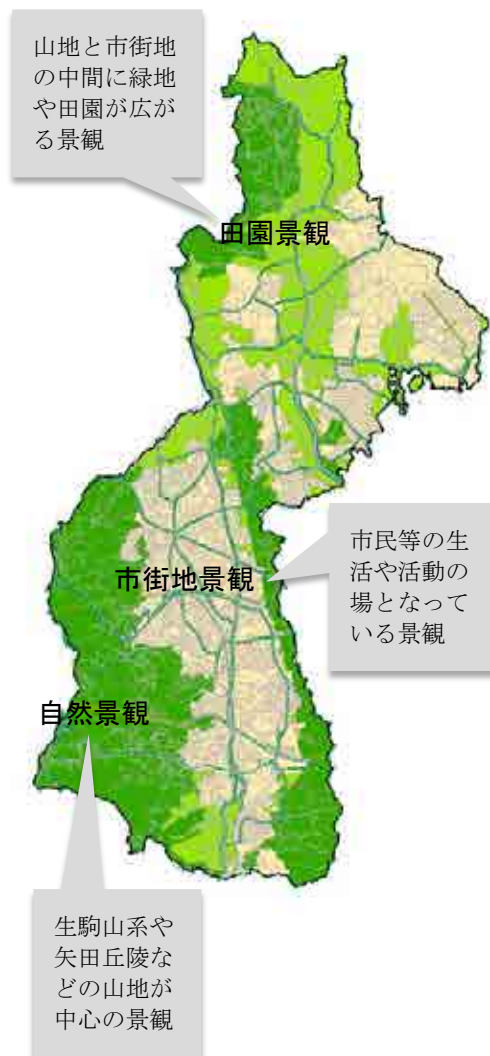 山地と市街地
の中間に緑地
や田園が広が
る景観
田園景観
市民等の生
活や活動の
場となって
いる景観
市街地景観
自然景観
生駒山系や
矢田丘陵な
どの山地が
中心の景観